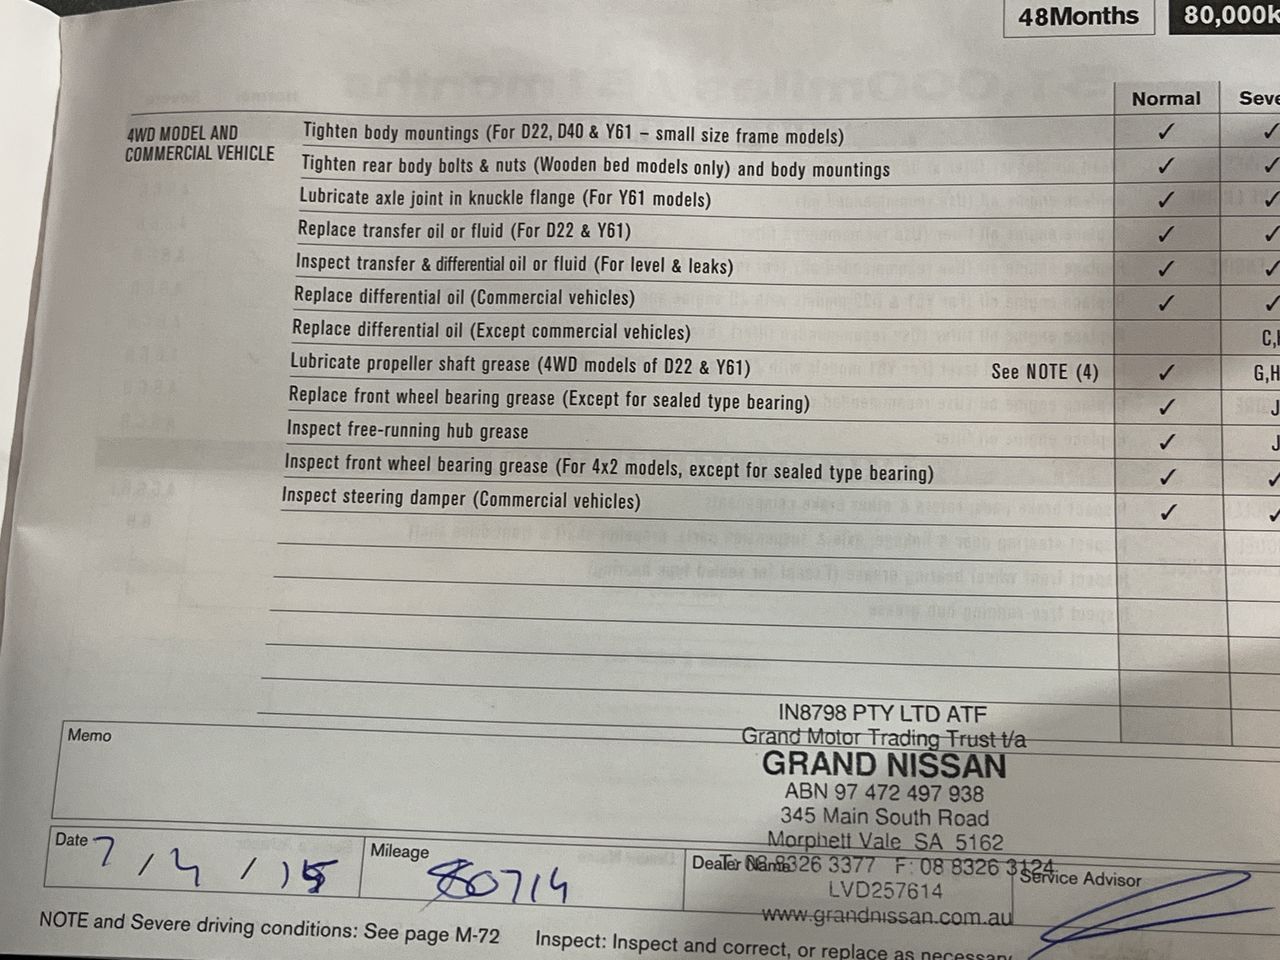 48Months 80,000k
Normal Seve
4WD MODEL AND
COMMERCIAL VEHICLE
Tighten body mountings (For D22, D40 & Y61 – small size frame models) ✓ ✓
Tighten rear body bolts & nuts (Wooden bed models only) and body mountings ✓ ✓
Lubricate axle joint in knuckle flange (For Y61 models) ✓ ✓
Replace transfer oil or fluid (For D22 & Y61) ✓ ✓
Inspect transfer & differential oil or fluid (For level & leaks) ✓ ✓
Replace differential oil (Commercial vehicles) ✓ ✓
Replace differential oil (Except commercial vehicles) C,
Lubricate propeller shaft grease (4WD models of D22 & Y61) See NOTE (4) ✓ G,H
Replace front wheel bearing grease (Except for sealed type bearing) ✓ J
Inspect free-running hub grease ✓ J
Inspect front wheel bearing grease (For 4x2 models, except for sealed type bearing) ✓ ✓
Inspect steering damper (Commercial vehicles) ✓ ✓
IN8798 PTY LTD ATF
Grand Motor Trading Trust t/a
GRAND NISSAN
ABN 97 472 497 938
345 Main South Road
Morphett Vale SA 5162
T: 08 8326 3377 F: 08 8326 3124
LVD257614
www.grandnissan.com.au
Memo
Date 7/4/15
Mileage 80714
Dealer Name
Service Advisor
NOTE and Severe driving conditions: See page M-72 Inspect: Inspect and correct, or replace as necessary